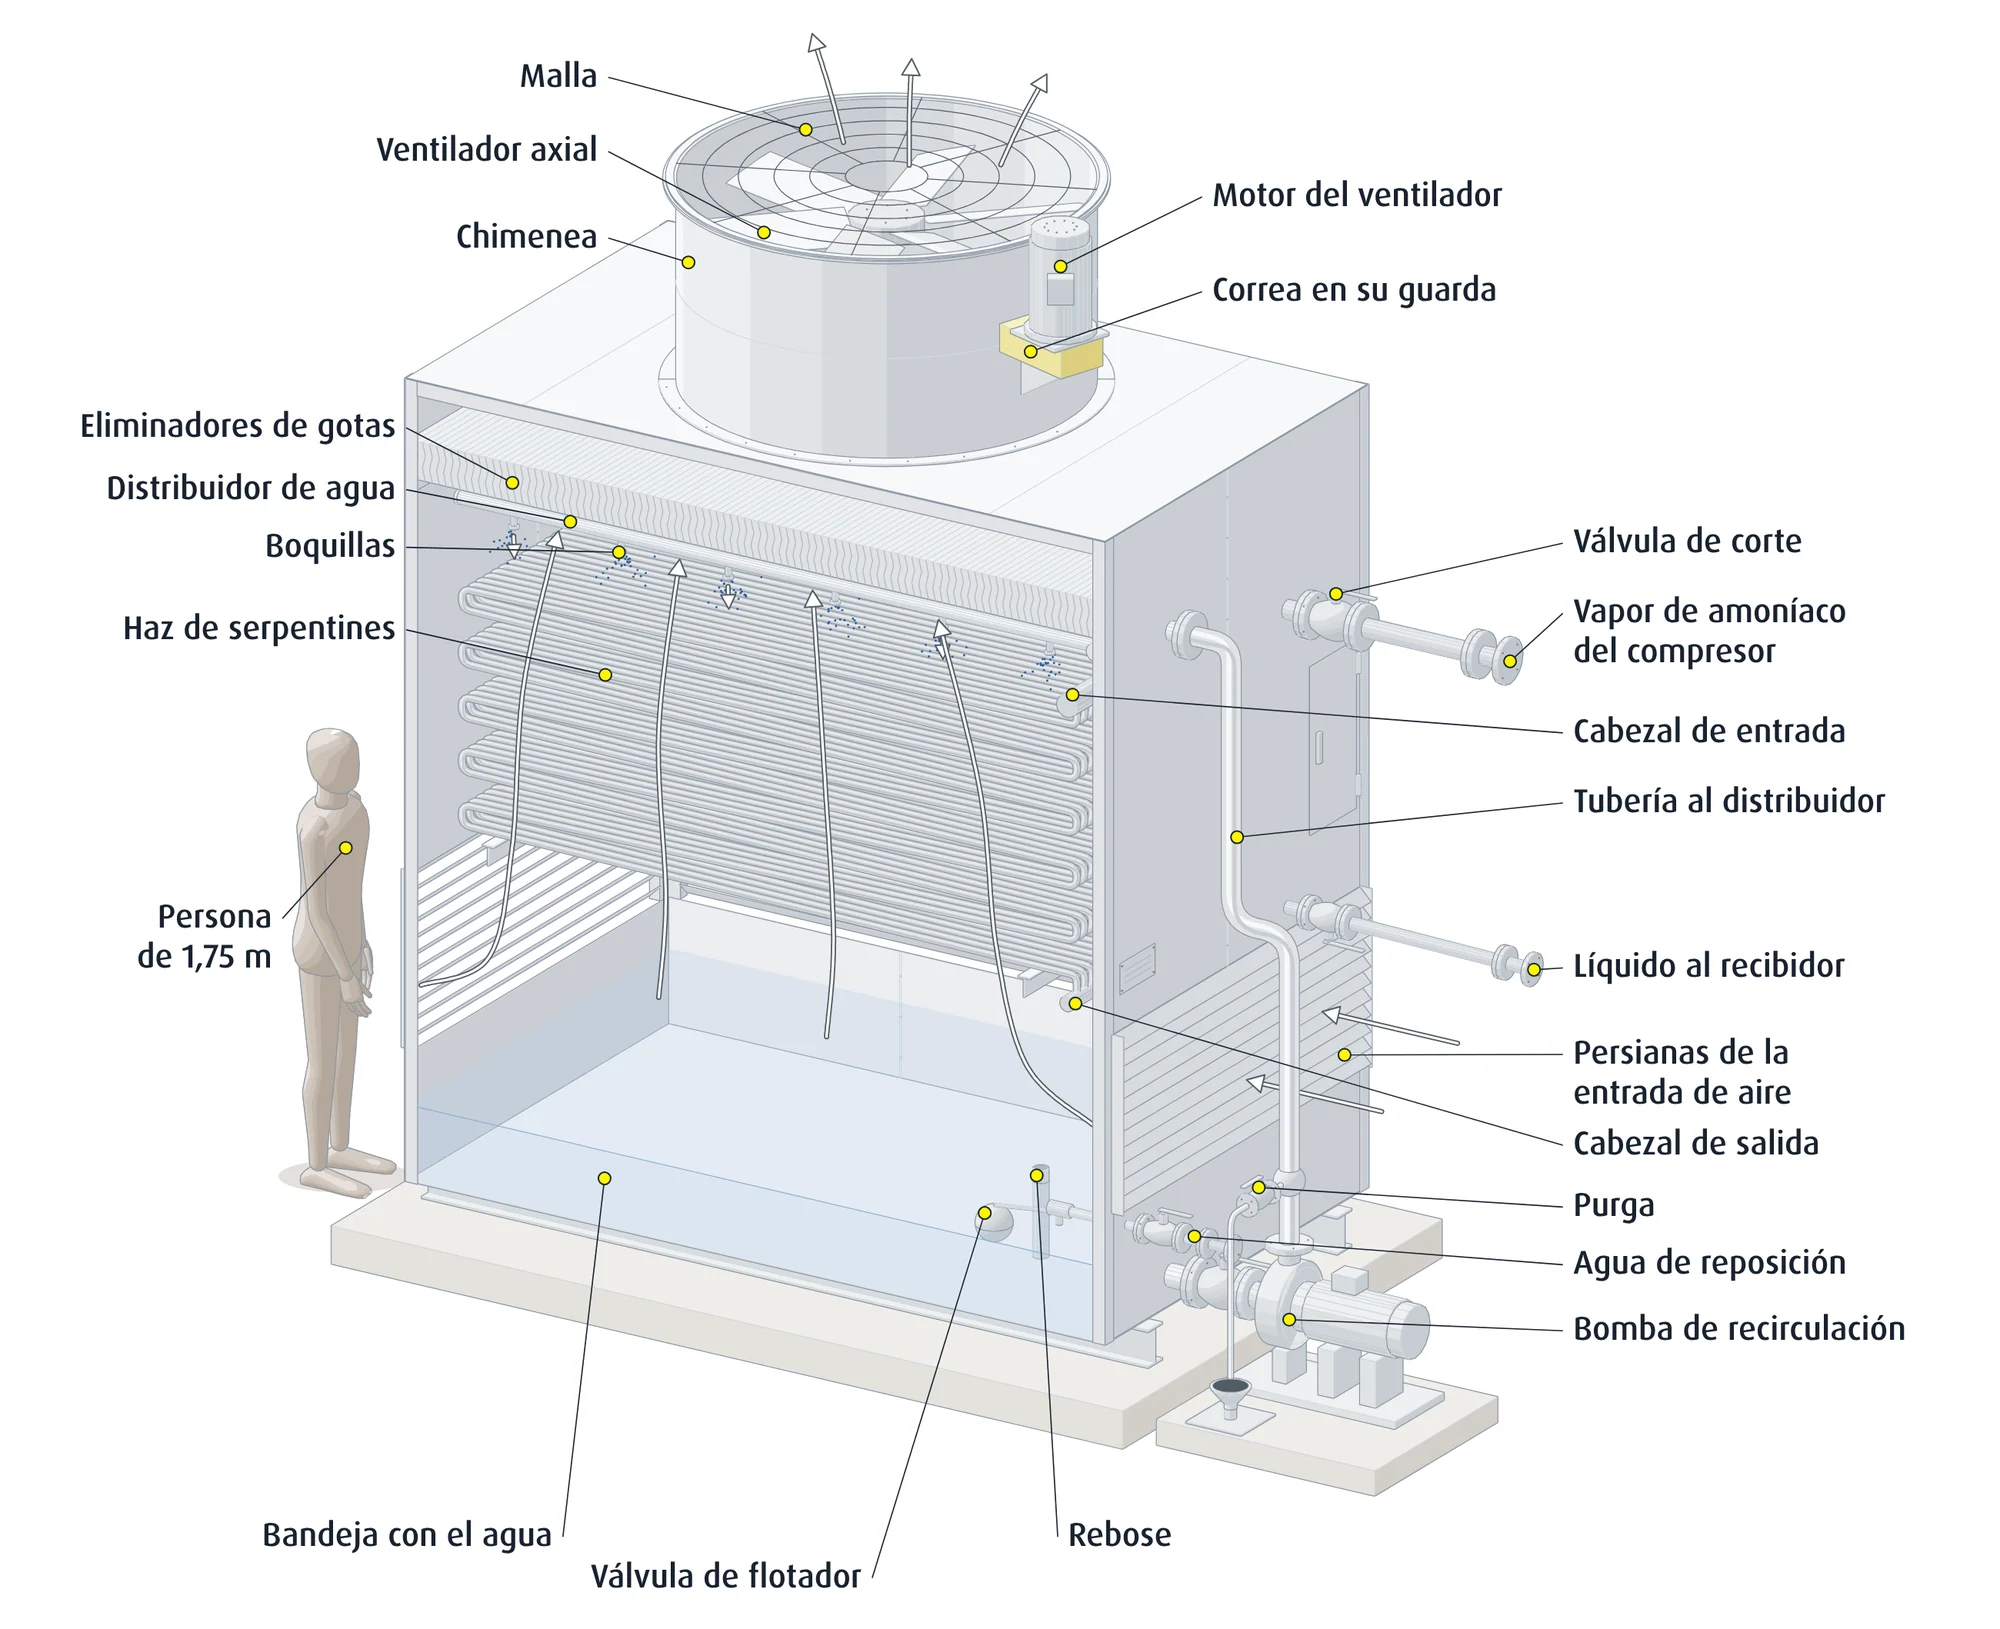 Malla
Ventilador axial
Chimenea
Motor del ventilador
Correa en su guarda
Eliminadores de gotas
Distribuidor de agua
Boquillas
Haz de serpentines
Persona
de 1,75 m
Válvula de corte
Vapor de amoníaco
del compresor
Cabezal de entrada
Tubería al distribuidor
Líquido al recibidor
Persianas de la
entrada de aire
Cabezal de salida
Purga
Agua de reposición
Bomba de recirculación
Bandeja con el agua
Válvula de flotador
Rebose